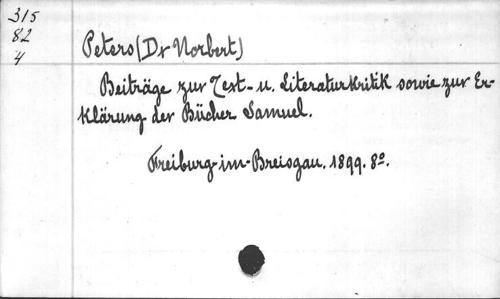 315
82
4
Peters (Dr Norbert)
Beiträge zur Text- u. Literaturkritik sowie zur Er-
klärung der Bücher Samuel.
Freiburg-im-Breisgau. 1899. 8º.